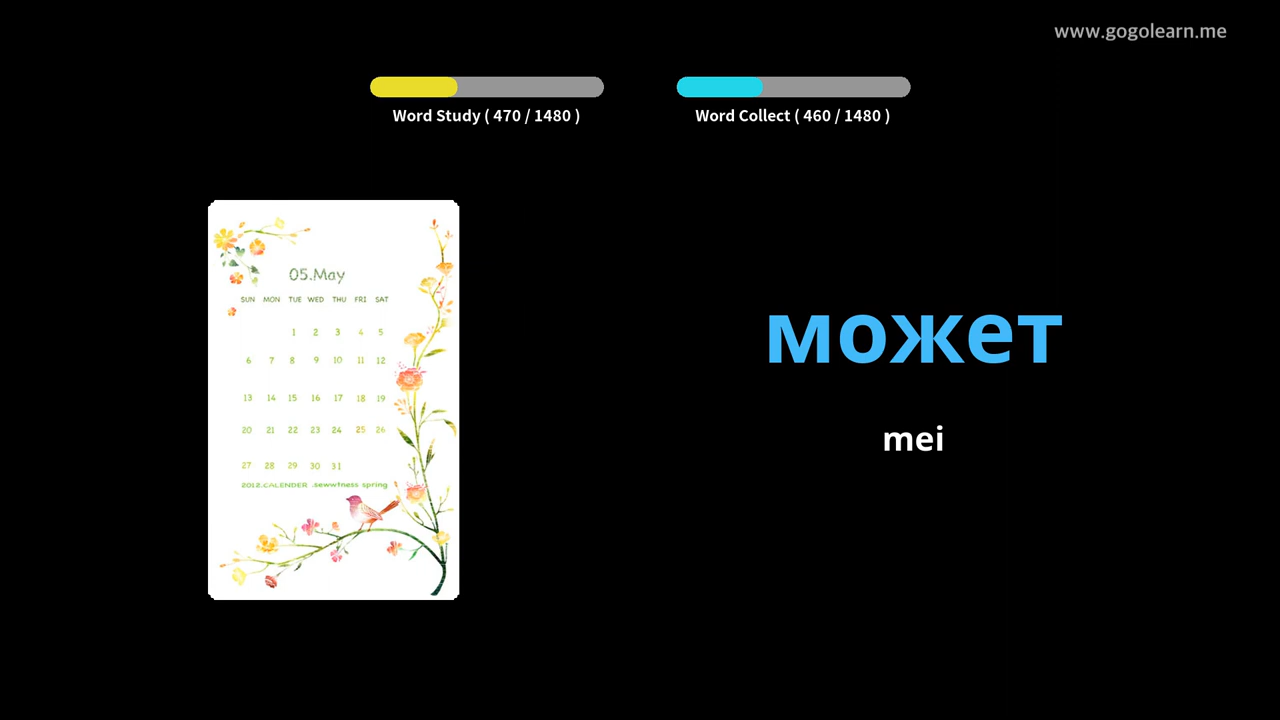 www.gogolearn.me
Word Study ( 470 / 1480 )
Word Collect ( 460 / 1480 )
05.May
SUN MON TUE WED THU FRI SAT
1 2 3 4 5
6 7 8 9 10 11 12
13 14 15 16 17 18 19
20 21 22 23 24 25 26
27 28 29 30 31
2012.CALENDER .sewwtness spring
может
mei